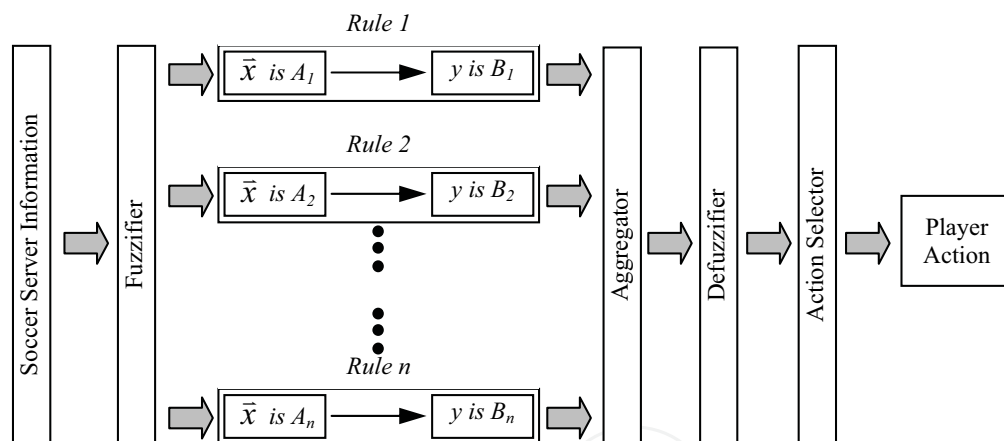 Soccer Server Information
Fuzzifier
Rule 1
x⃗ is A₁
y is B₁
Rule 2
x⃗ is A₂
y is B₂
Rule n
x⃗ is Aₙ
y is Bₙ
Aggregator
Defuzzifier
Action Selector
Player
Action